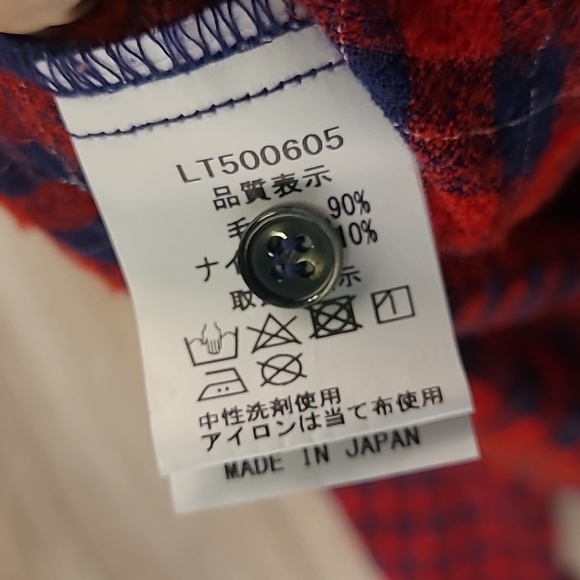 LT500605
品質表示
毛 90%
ナイ 10%
取 示
中性洗剤使用
アイロンは当て布使用
MADE IN JAPAN